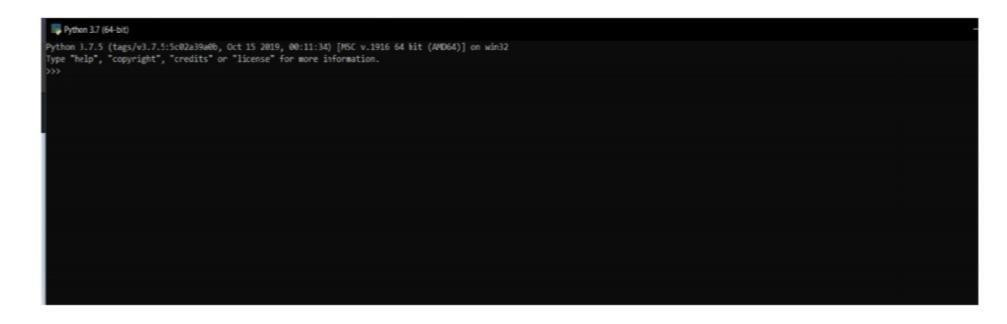 Python 3.7 (64-bit)
Python 3.7.5 (tags/v3.7.5:5c02a39a0b, Oct 15 2019, 00:11:34) [MSC v.1916 64 bit (AMD64)] on win32
Type "help", "copyright", "credits" or "license" for more information.
>>>